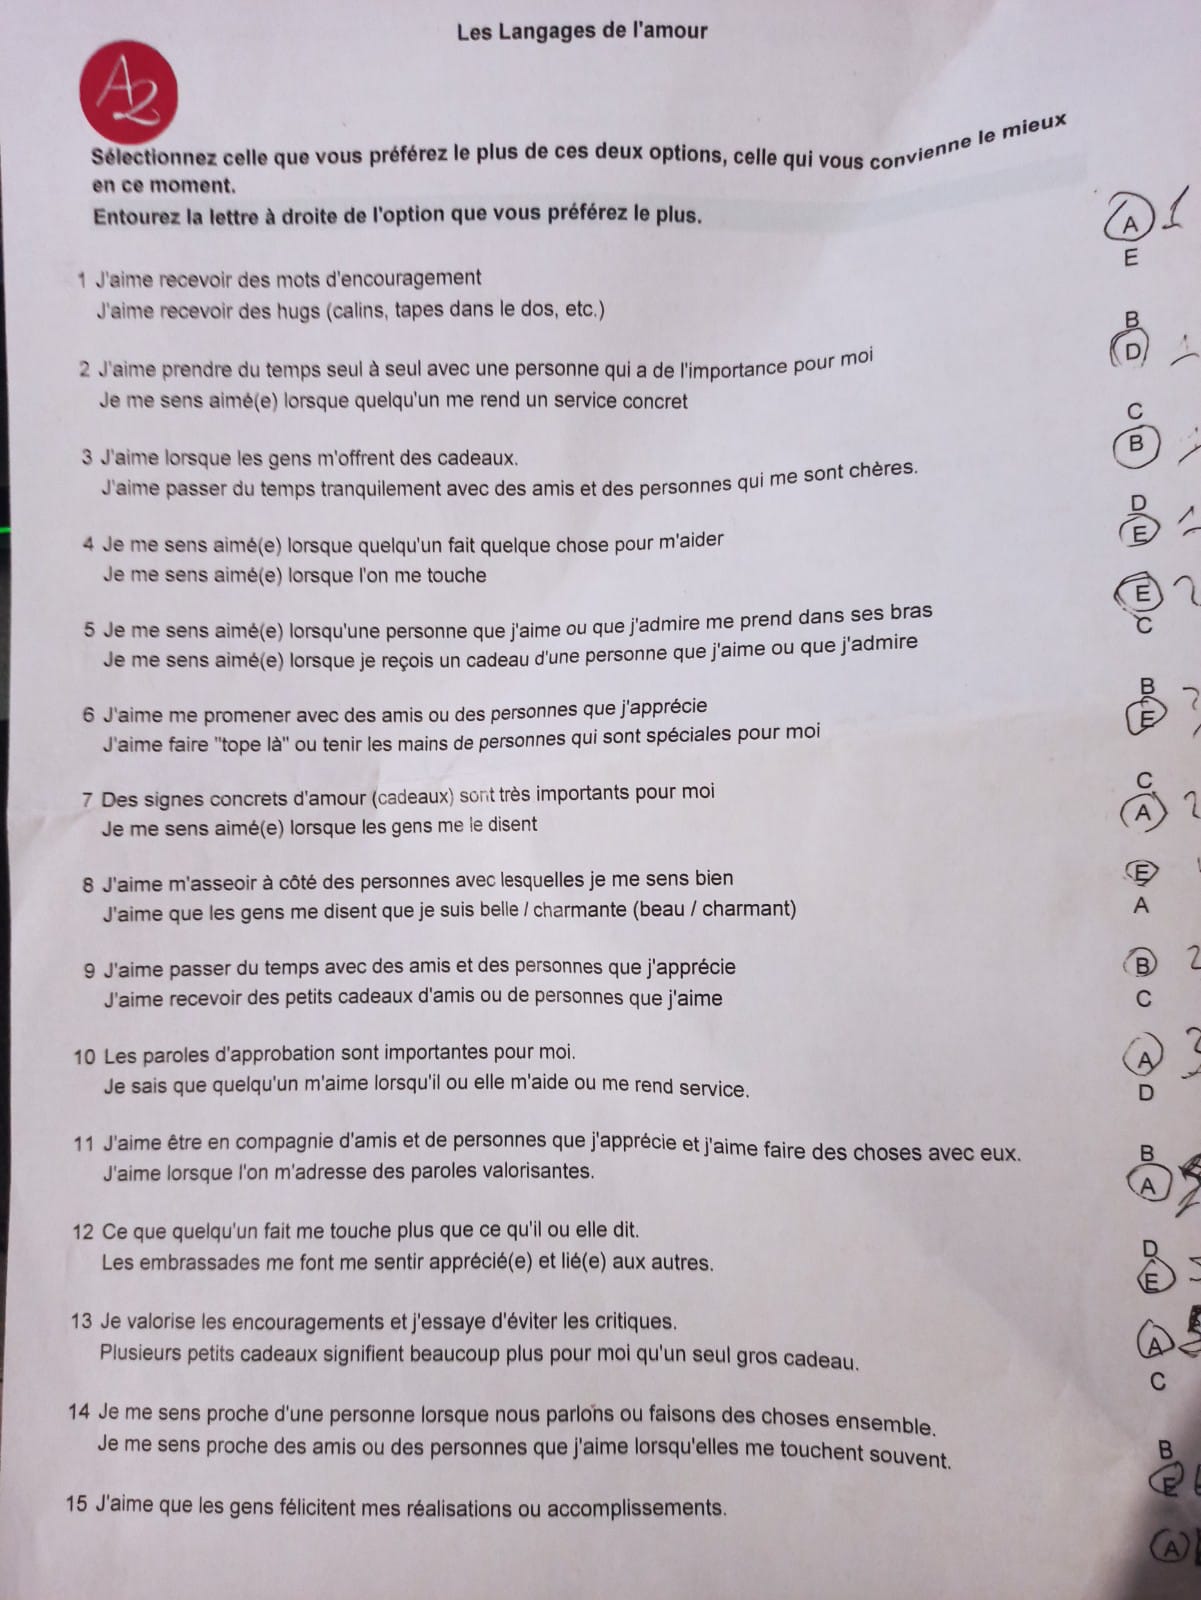 Les Langages de l'amour
A2
Sélectionnez celle que vous préférez le plus de ces deux options, celle qui vous convienne le mieux
en ce moment.
Entourez la lettre à droite de l'option que vous préférez le plus.
1 J'aime recevoir des mots d'encouragement A 1
J'aime recevoir des hugs (calins, tapes dans le dos, etc.) E
2 J'aime prendre du temps seul à seul avec une personne qui a de l'importance pour moi B
Je me sens aimé(e) lorsque quelqu'un me rend un service concret D
3 J'aime lorsque les gens m'offrent des cadeaux. C
J'aime passer du temps tranquilement avec des amis et des personnes qui me sont chères. B
4 Je me sens aimé(e) lorsque quelqu'un fait quelque chose pour m'aider D
Je me sens aimé(e) lorsque l'on me touche E
5 Je me sens aimé(e) lorsqu'une personne que j'aime ou que j'admire me prend dans ses bras E
Je me sens aimé(e) lorsque je reçois un cadeau d'une personne que j'aime ou que j'admire C
6 J'aime me promener avec des amis ou des personnes que j'apprécie B
J'aime faire "tope là" ou tenir les mains de personnes qui sont spéciales pour moi E
7 Des signes concrets d'amour (cadeaux) sont très importants pour moi C
Je me sens aimé(e) lorsque les gens me le disent A 2
8 J'aime m'asseoir à côté des personnes avec lesquelles je me sens bien E
J'aime que les gens me disent que je suis belle / charmante (beau / charmant) A
9 J'aime passer du temps avec des amis et des personnes que j'apprécie B 2
J'aime recevoir des petits cadeaux d'amis ou de personnes que j'aime C
10 Les paroles d'approbation sont importantes pour moi. A 3
Je sais que quelqu'un m'aime lorsqu'il ou elle m'aide ou me rend service. D
11 J'aime être en compagnie d'amis et de personnes que j'apprécie et j'aime faire des choses avec eux. B
J'aime lorsque l'on m'adresse des paroles valorisantes. A
12 Ce que quelqu'un fait me touche plus que ce qu'il ou elle dit. D
Les embrassades me font me sentir apprécié(e) et lié(e) aux autres. E
13 Je valorise les encouragements et j'essaye d'éviter les critiques. A
Plusieurs petits cadeaux signifient beaucoup plus pour moi qu'un seul gros cadeau. C
14 Je me sens proche d'une personne lorsque nous parlons ou faisons des choses ensemble. B
Je me sens proche des amis ou des personnes que j'aime lorsqu'elles me touchent souvent. E
15 J'aime que les gens félicitent mes réalisations ou accomplissements. A